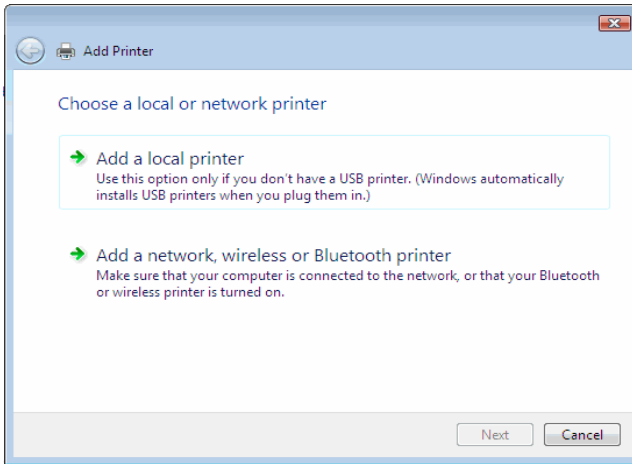 Add Printer
Choose a local or network printer
Add a local printer
Use this option only if you don't have a USB printer. (Windows automatically
installs USB printers when you plug them in.)
Add a network, wireless or Bluetooth printer
Make sure that your computer is connected to the network, or that your Bluetooth
or wireless printer is turned on.
Next
Cancel